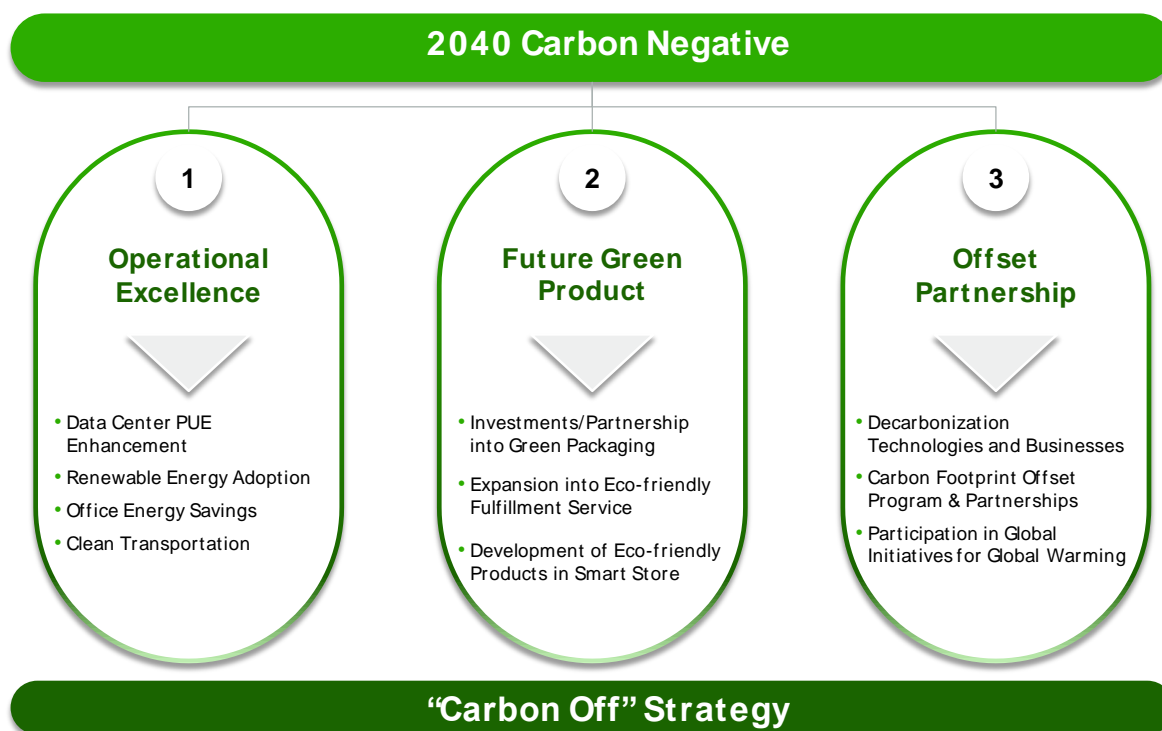 2040 Carbon Negative
1
Operational
Excellence
• Data Center PUE
Enhancement
• Renewable Energy Adoption
• Office Energy Savings
• Clean Transportation
2
Future Green
Product
• Investments/Partnership
into Green Packaging
• Expansion into Eco-friendly
Fulfillment Service
• Development of Eco-friendly
Products in Smart Store
3
Offset
Partnership
• Decarbonization
Technologies and Businesses
• Carbon Footprint Offset
Program & Partnerships
• Participation in Global
Initiatives for Global Warming
“Carbon Off” Strategy